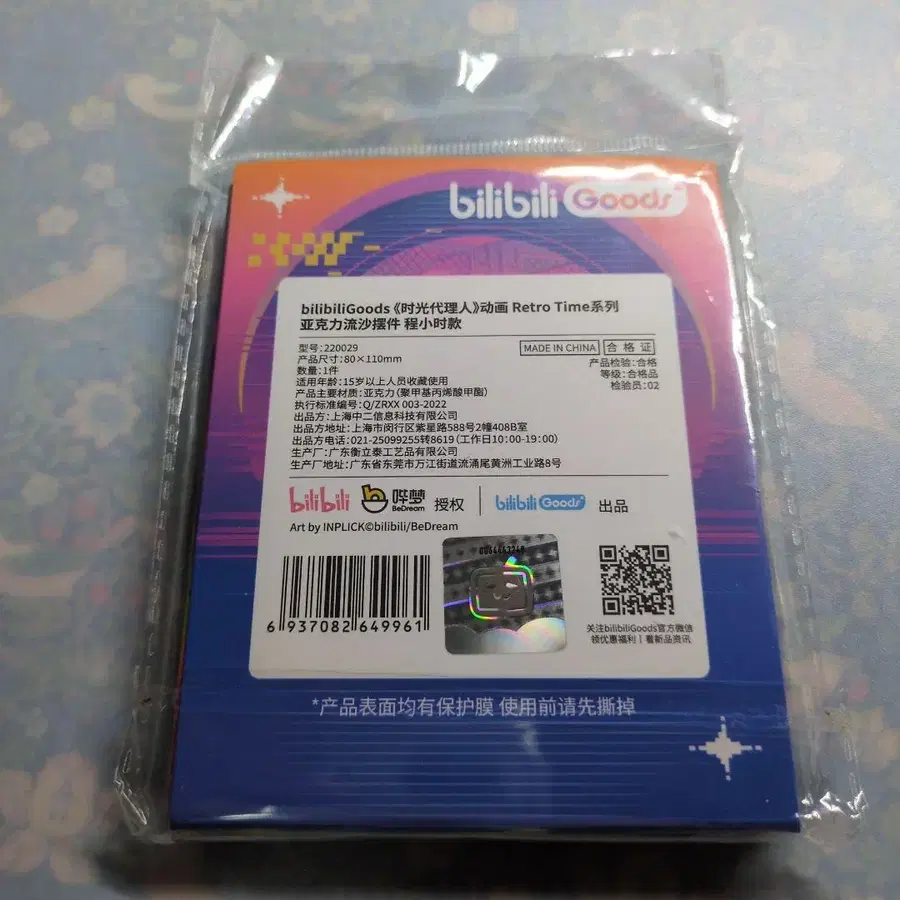 bilibili Goods
bilibiliGoods《时光代理人》动画 Retro Time系列
亚克力流沙摆件 程小时款
型号:220029
产品尺寸:80×110mm
数量:1件
适用年龄:15岁以上人员收藏使用
产品主要材质:亚克力(聚甲基丙烯酸甲酯)
执行标准编号:Q/ZRXX 003-2022
出品方:上海中二信息科技有限公司
出品方地址:上海市闵行区紫星路588号2幢408B室
出品方电话:021-25099255转8619(工作日10:00-19:00)
生产厂:广东衡立泰工艺品有限公司
生产厂地址:广东省东莞市万江街道流涌尾黄洲工业路8号
MADE IN CHINA 合格证
产品检验:合格
等级:合格品
检验员:02
bilibili 哔梦 BeDream 授权 | bilibili Goods 出品
Art by INPLICK©bilibili/BeDream
6 937082 649961
关注bilibiliGoods官方微信
领优惠福利|看新品资讯
*产品表面均有保护膜 使用前请先撕掉